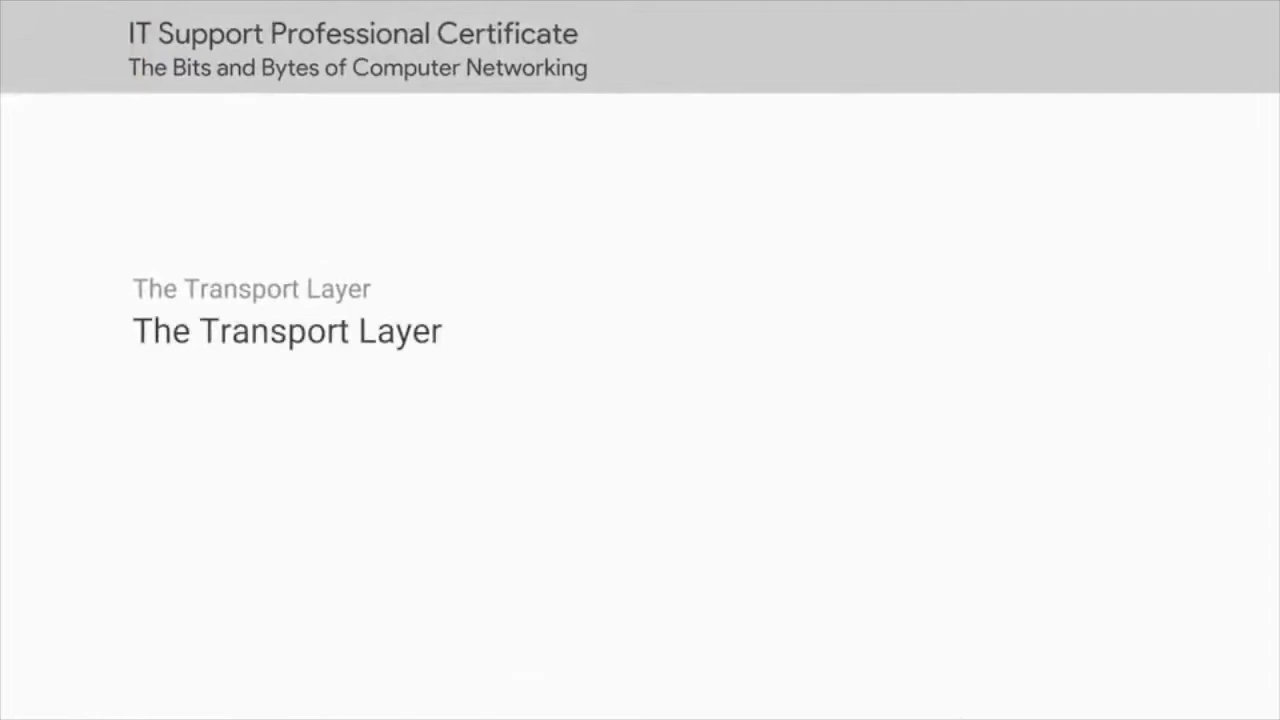 IT Support Professional Certificate
The Bits and Bytes of Computer Networking
The Transport Layer
The Transport Layer